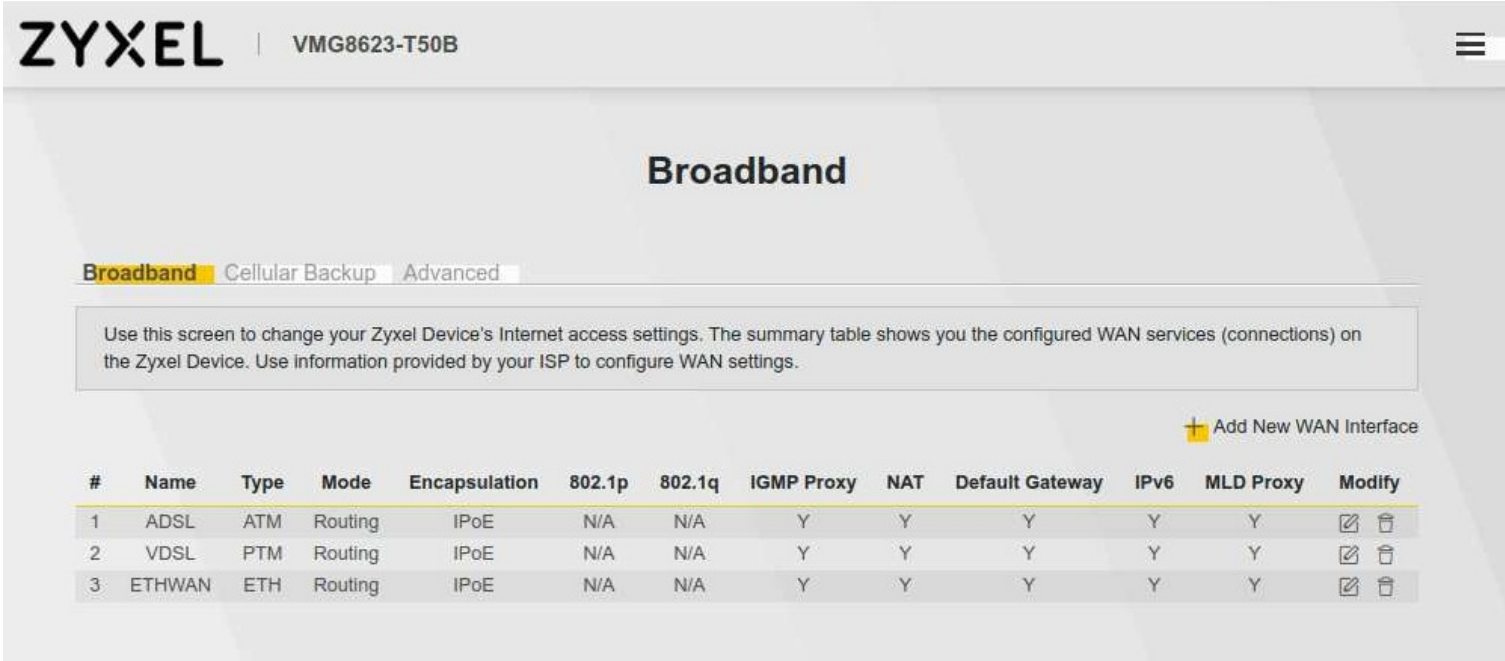 ZYXEL VMG8623-T50B
Broadband
Broadband Cellular Backup Advanced
Use this screen to change your Zyxel Device's Internet access settings. The summary table shows you the configured WAN services (connections) on
the Zyxel Device. Use information provided by your ISP to configure WAN settings.
Add New WAN Interface
# Name Type Mode Encapsulation 802.1p 802.1q IGMP Proxy NAT Default Gateway IPv6 MLD Proxy Modify
1 ADSL ATM Routing IPoE N/A N/A Y Y Y Y Y
2 VDSL PTM Routing IPoE N/A N/A Y Y Y Y Y
3 ETHWAN ETH Routing IPoE N/A N/A Y Y Y Y Y